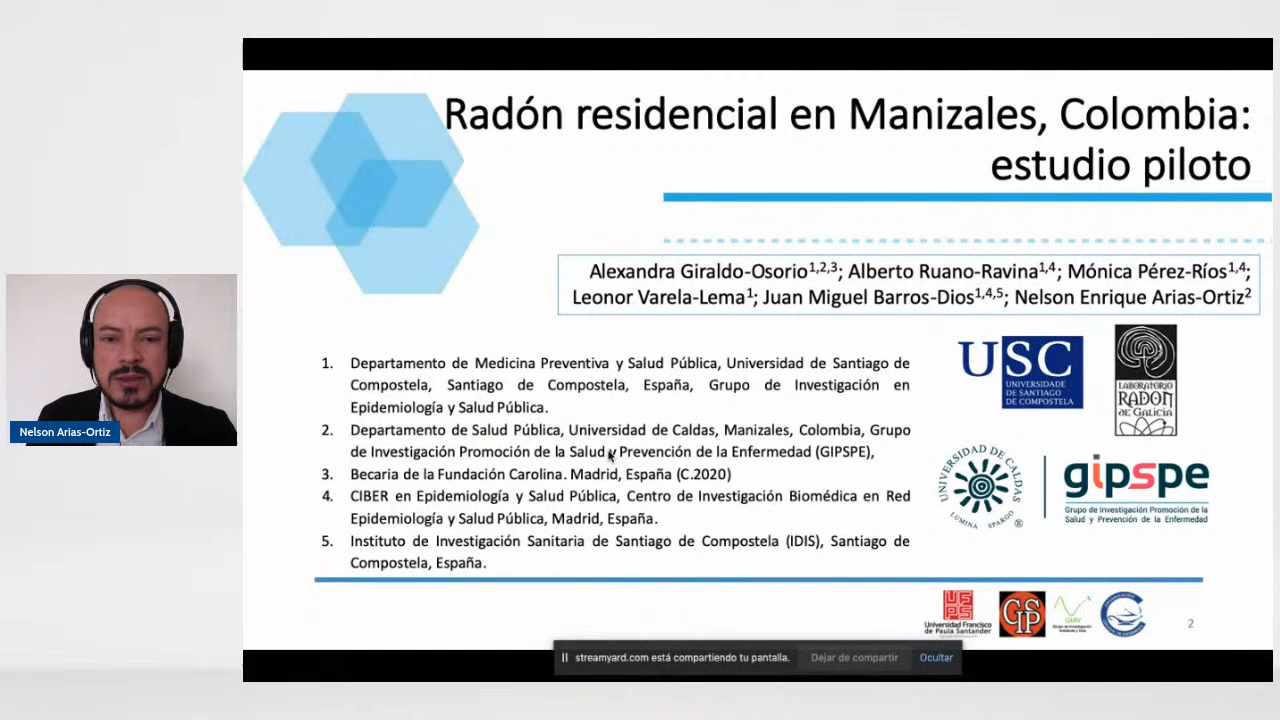 Radón residencial en Manizales, Colombia:
estudio piloto
Alexandra Giraldo-Osorio1,2,3; Alberto Ruano-Ravina1,4; Mónica Pérez-Ríos1,4;
Leonor Varela-Lema1; Juan Miguel Barros-Dios1,4,5; Nelson Enrique Arias-Ortiz2
1. Departamento de Medicina Preventiva y Salud Pública, Universidad de Santiago de
Compostela, Santiago de Compostela, España, Grupo de Investigación en
Epidemiología y Salud Pública.
2. Departamento de Salud Pública, Universidad de Caldas, Manizales, Colombia, Grupo
de Investigación Promoción de la Salud y Prevención de la Enfermedad (GIPSPE),
3. Becaria de la Fundación Carolina. Madrid, España (C.2020)
4. CIBER en Epidemiología y Salud Pública, Centro de Investigación Biomédica en Red
Epidemiología y Salud Pública, Madrid, España.
5. Instituto de Investigación Sanitaria de Santiago de Compostela (IDIS), Santiago de
Compostela, España.
USC
UNIVERSIDADE
DE SANTIAGO
DE COMPOSTELA
LABORATORIO
RADON
DE GALICIA
UNIVERSIDAD DE CALDAS
LUMINA SPARGO
®
gipspe
Grupo de Investigación Promoción de la
Salud y Prevención de la Enfermedad
Nelson Arias-Ortiz
UFPS
Universidad Francisco
de Paula Santander
2
streamyard.com está compartiendo tu pantalla.
Dejar de compartir
Ocultar